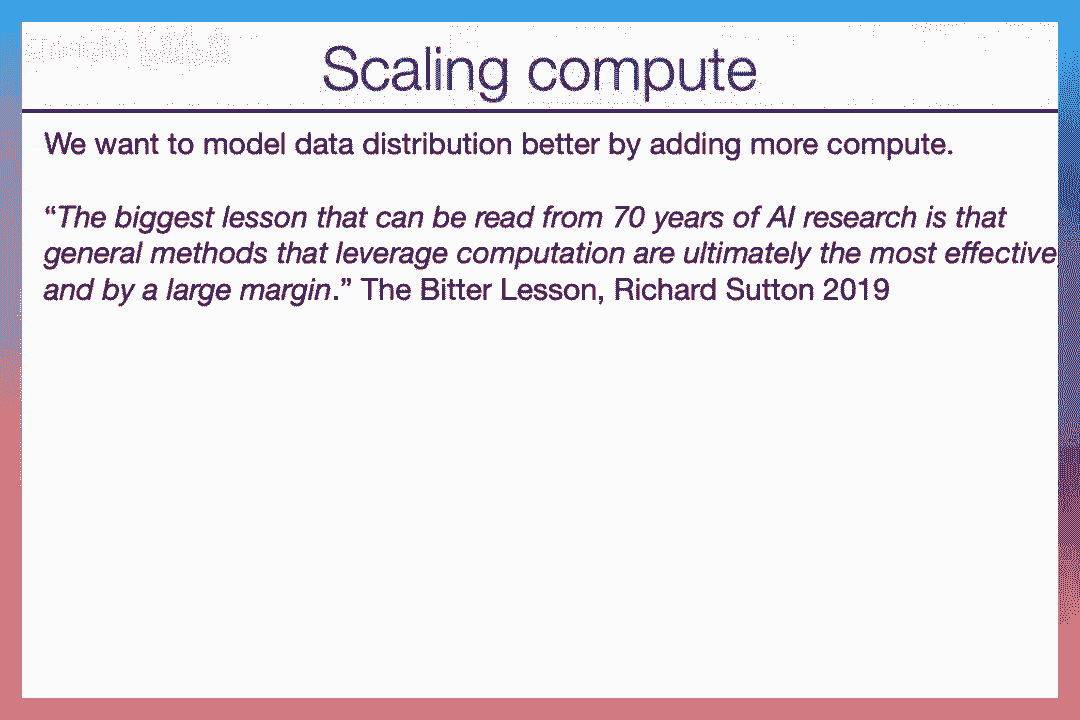 Scaling compute
We want to model data distribution better by adding more compute.
“The biggest lesson that can be read from 70 years of AI research is that
general methods that leverage computation are ultimately the most effective,
and by a large margin.” The Bitter Lesson, Richard Sutton 2019